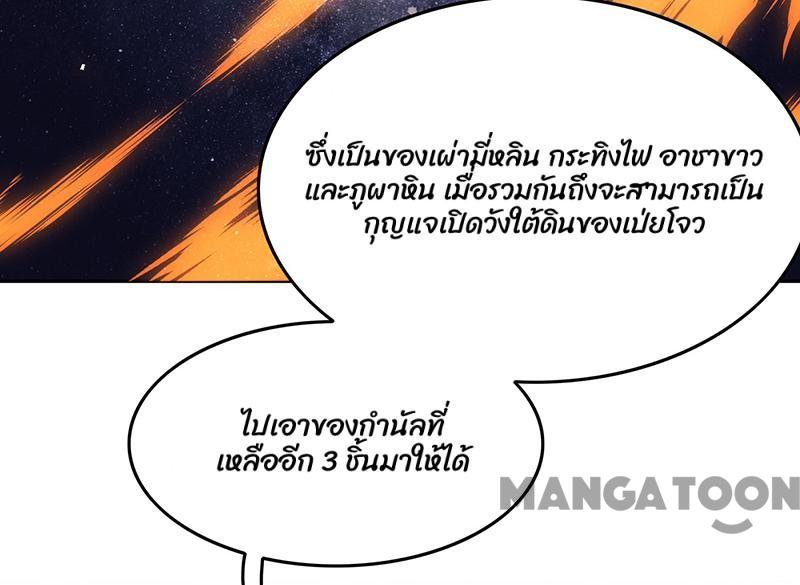 ซึ่งเป็นของเผ่ามี่หลิน กระทิงไฟ อาชาขาว
และภูผาหิน เมื่อรวมกันถึงจะสามารถเป็น
กุญแจเปิดวังใต้ดินของเป่ยโจว
ไปเอาของกำนัลที่
เหลืออีก 3 ชิ้นมาให้ได้
MANGATOON